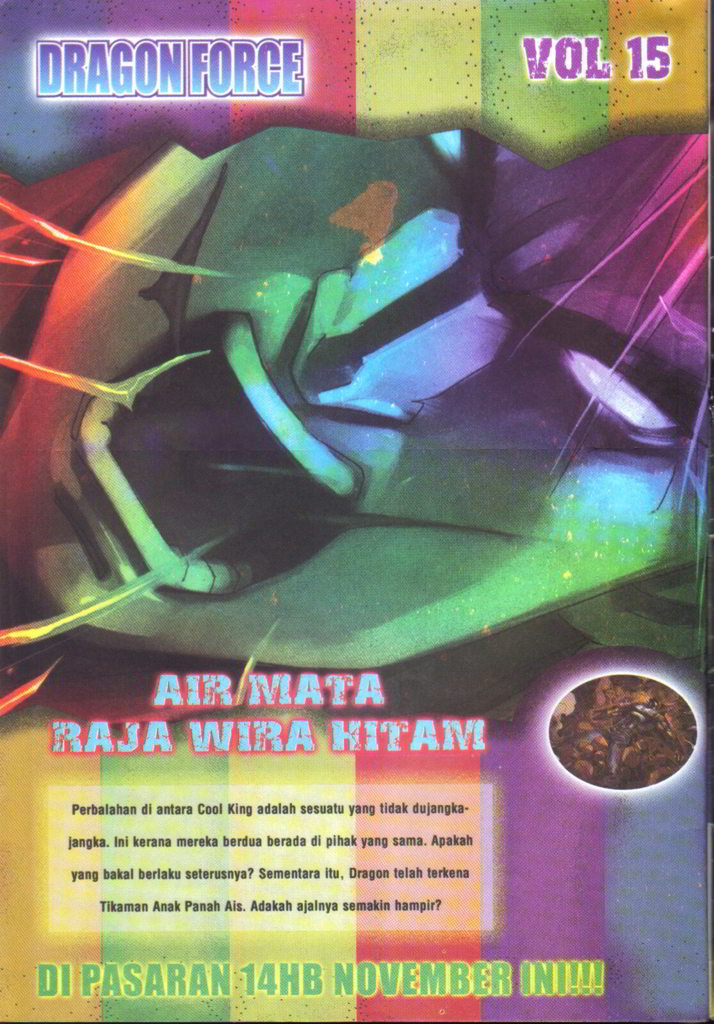 DRAGON FORCE
VOL 15
AIR MATA
RAJA WIRA HITAM
Perbalahan di antara Cool King adalah sesuatu yang tidak dujangka-
jangka. Ini kerana mereka berdua berada di pihak yang sama. Apakah
yang bakal berlaku seterusnya? Sementara itu, Dragon telah terkena
Tikaman Anak Panah Ais. Adakah ajalnya semakin hampir?
DI PASARAN 14HB NOVEMBER INI!!!